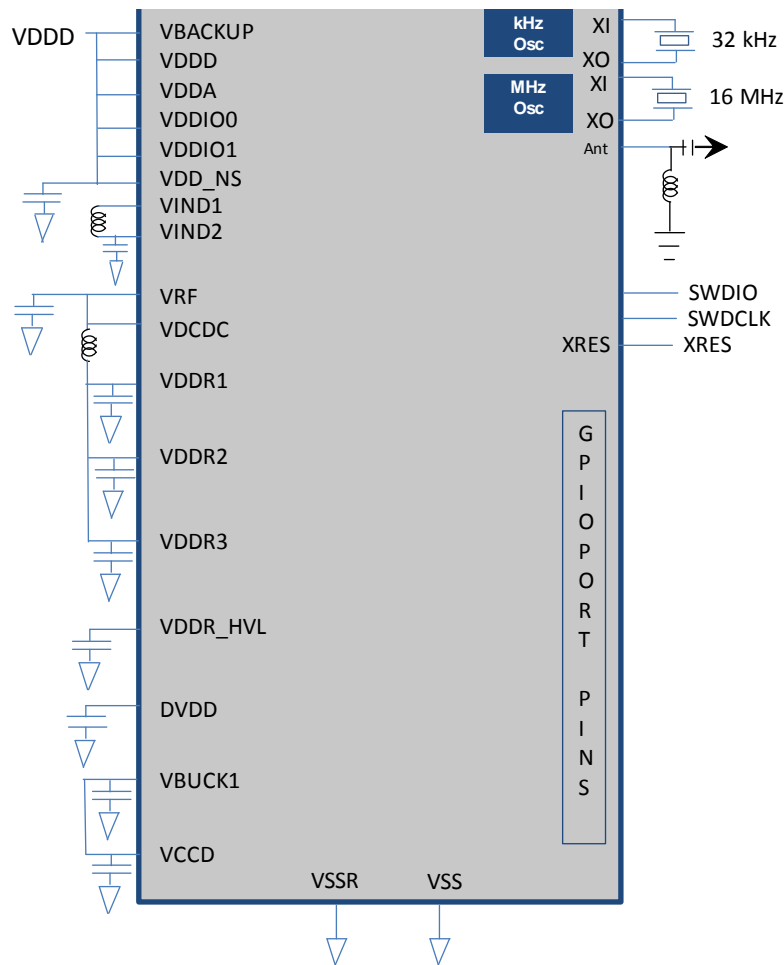 VDDD
VBACKUP
VDDD
VDDA
VDDIO0
VDDIO1
VDD_NS
VIND1
VIND2
VRF
VDCDC
VDDR1
VDDR2
VDDR3
VDDR_HVL
DVDD
VBUCK1
VCCD
VSSR
VSS
kHz
Osc
MHz
Osc
XI
XO
XI
XO
Ant
32 kHz
16 MHz
SWDIO
SWDCLK
XRES
XRES
G
P
I
O
P
O
R
T
P
I
N
S